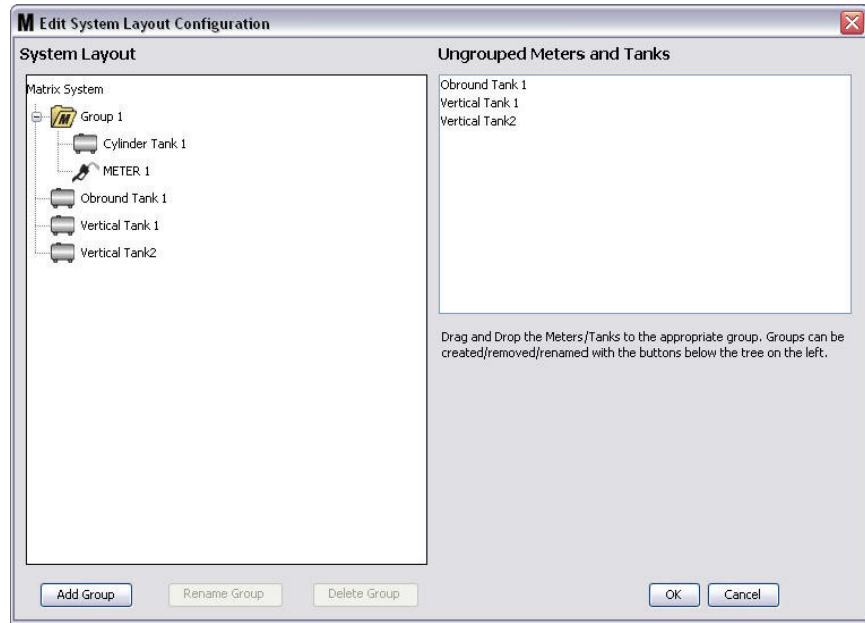 M Edit System Layout Configuration
System Layout
Matrix System
M Group 1
Cylinder Tank 1
METER 1
Obround Tank 1
Vertical Tank 1
Vertical Tank2
Ungrouped Meters and Tanks
Obround Tank 1
Vertical Tank 1
Vertical Tank2
Drag and Drop the Meters/Tanks to the appropriate group. Groups can be
created/removed/renamed with the buttons below the tree on the left.
Add Group
Rename Group
Delete Group
OK
Cancel